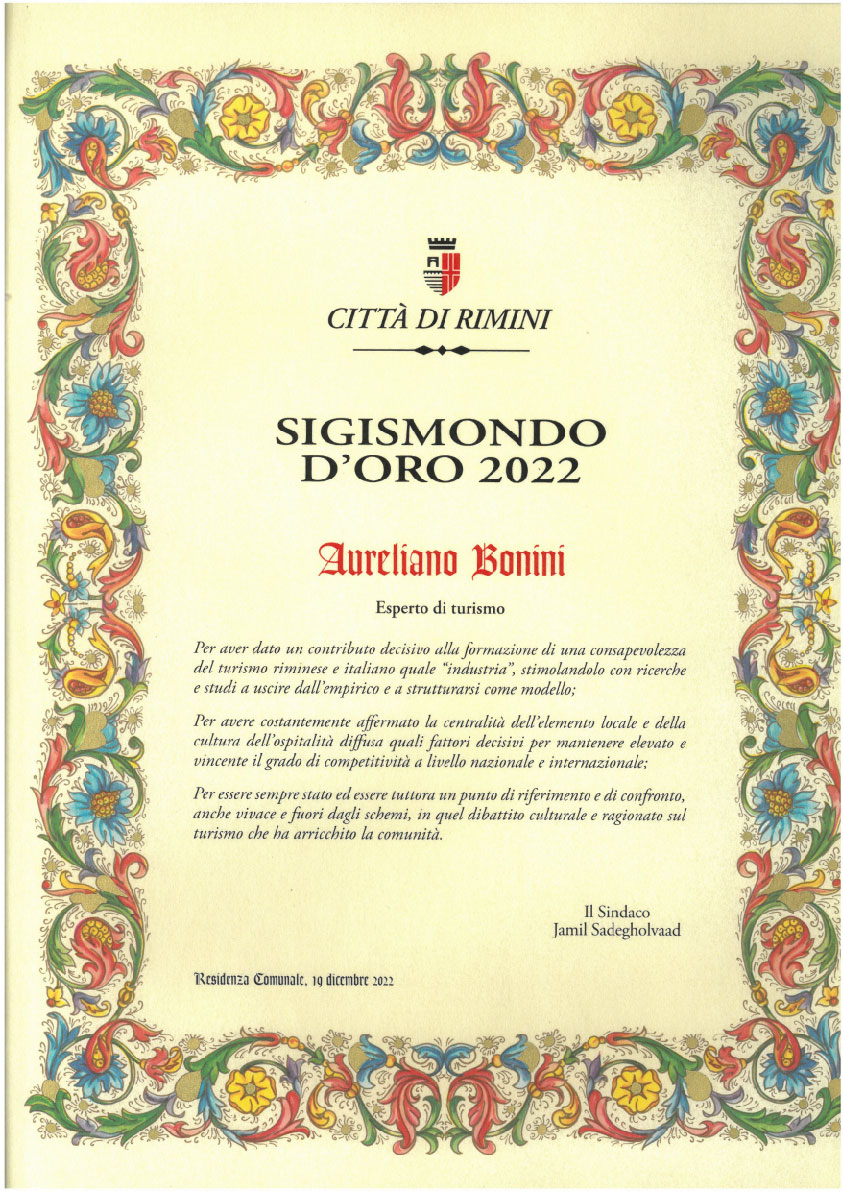 CITTÀ DI RIMINI
SIGISMONDO
D'ORO 2022
Aureliano Bonini
Esperto di turismo
Per aver dato un contributo decisivo alla formazione di una consapevolezza
del turismo riminese e italiano quale "industria", stimolandolo con ricerche
e studi a uscire dall'empirico e a strutturarsi come modello;
Per avere costantemente affermato la centralità dell'elemento locale e della
cultura dell'ospitalità diffusa quali fattori decisivi per mantenere elevato e
vincente il grado di competitività a livello nazionale e internazionale;
Per essere sempre stato ed essere tuttora un punto di riferimento e di confronto,
anche vivace e fuori dagli schemi, in quel dibattito culturale e ragionato sul
turismo che ha arricchito la comunità.
Il Sindaco
Jamil Sadegholvaad
Residenza Comunale, 19 dicembre 2022